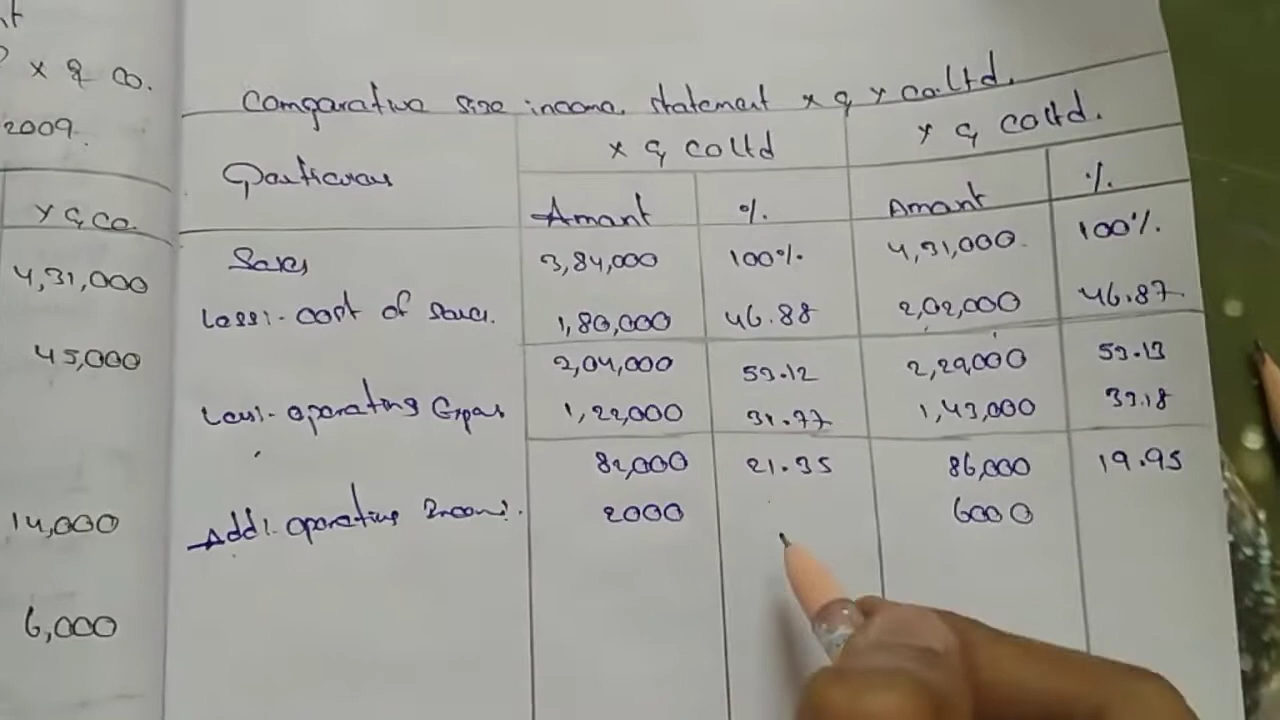 nt
X & Co.
2009.
Y & Co.
4,31,000
45,000
14,000
6,000
Comparative size income statement X & Y Co. Ltd.
Particulars X & Co Ltd Y & Co Ltd.
Amant % Amant %
Sales 3,84,000 100% 4,31,000 100%
Less:- cost of Sales. 1,80,000 46.88 2,02,000 46.87
2,04,000 53.12 2,29,000 53.13
Less:- operating Expes 1,22,000 31.77 1,43,000 33.18
82,000 21.35 86,000 19.95
Add:- operating Income:. 2000 6000